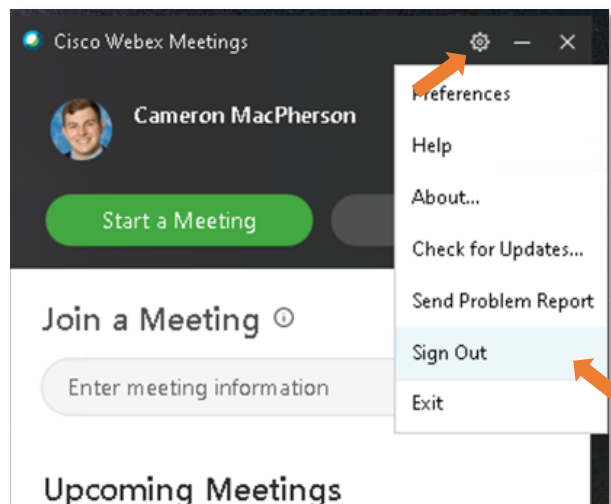 Cisco Webex Meetings
Cameron MacPherson
Start a Meeting
Preferences
Help
About...
Check for Updates...
Send Problem Report
Sign Out
Exit
Join a Meeting
Enter meeting information
Upcoming Meetings